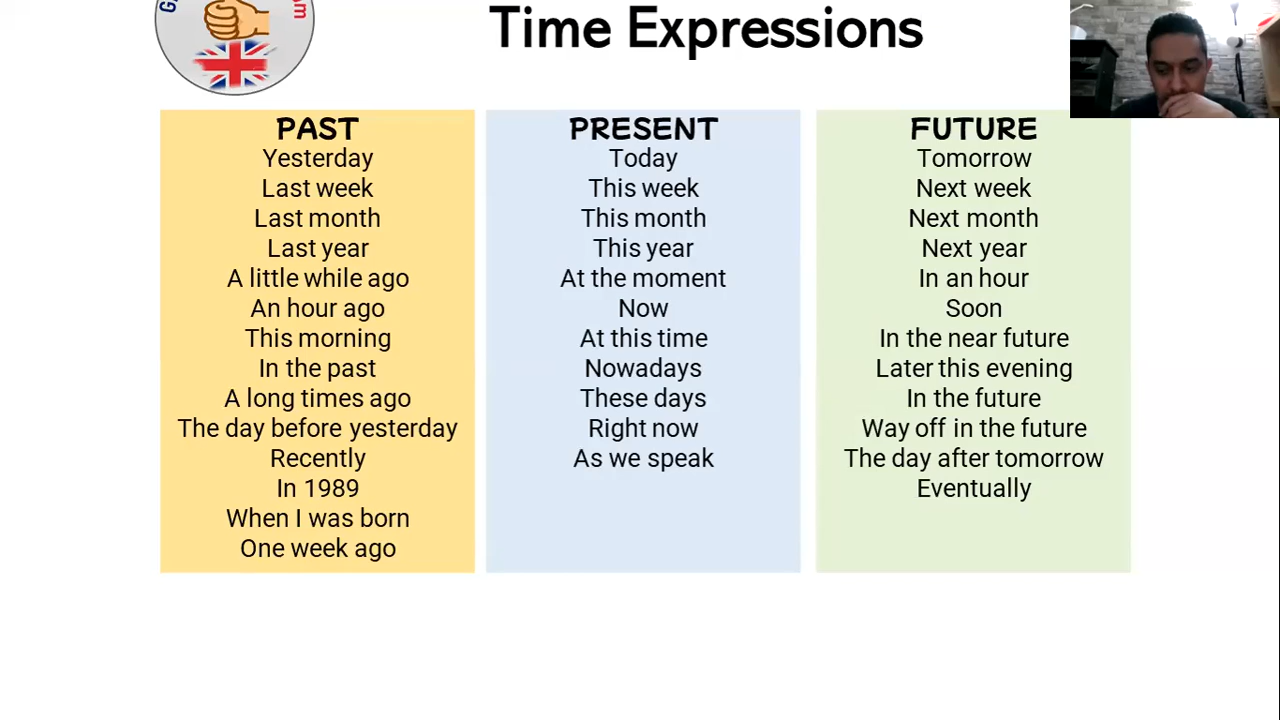 Time Expressions
PAST
Yesterday
Last week
Last month
Last year
A little while ago
An hour ago
This morning
In the past
A long times ago
The day before yesterday
Recently
In 1989
When I was born
One week ago
PRESENT
Today
This week
This month
This year
At the moment
Now
At this time
Nowadays
These days
Right now
As we speak
FUTURE
Tomorrow
Next week
Next month
Next year
In an hour
Soon
In the near future
Later this evening
In the future
Way off in the future
The day after tomorrow
Eventually